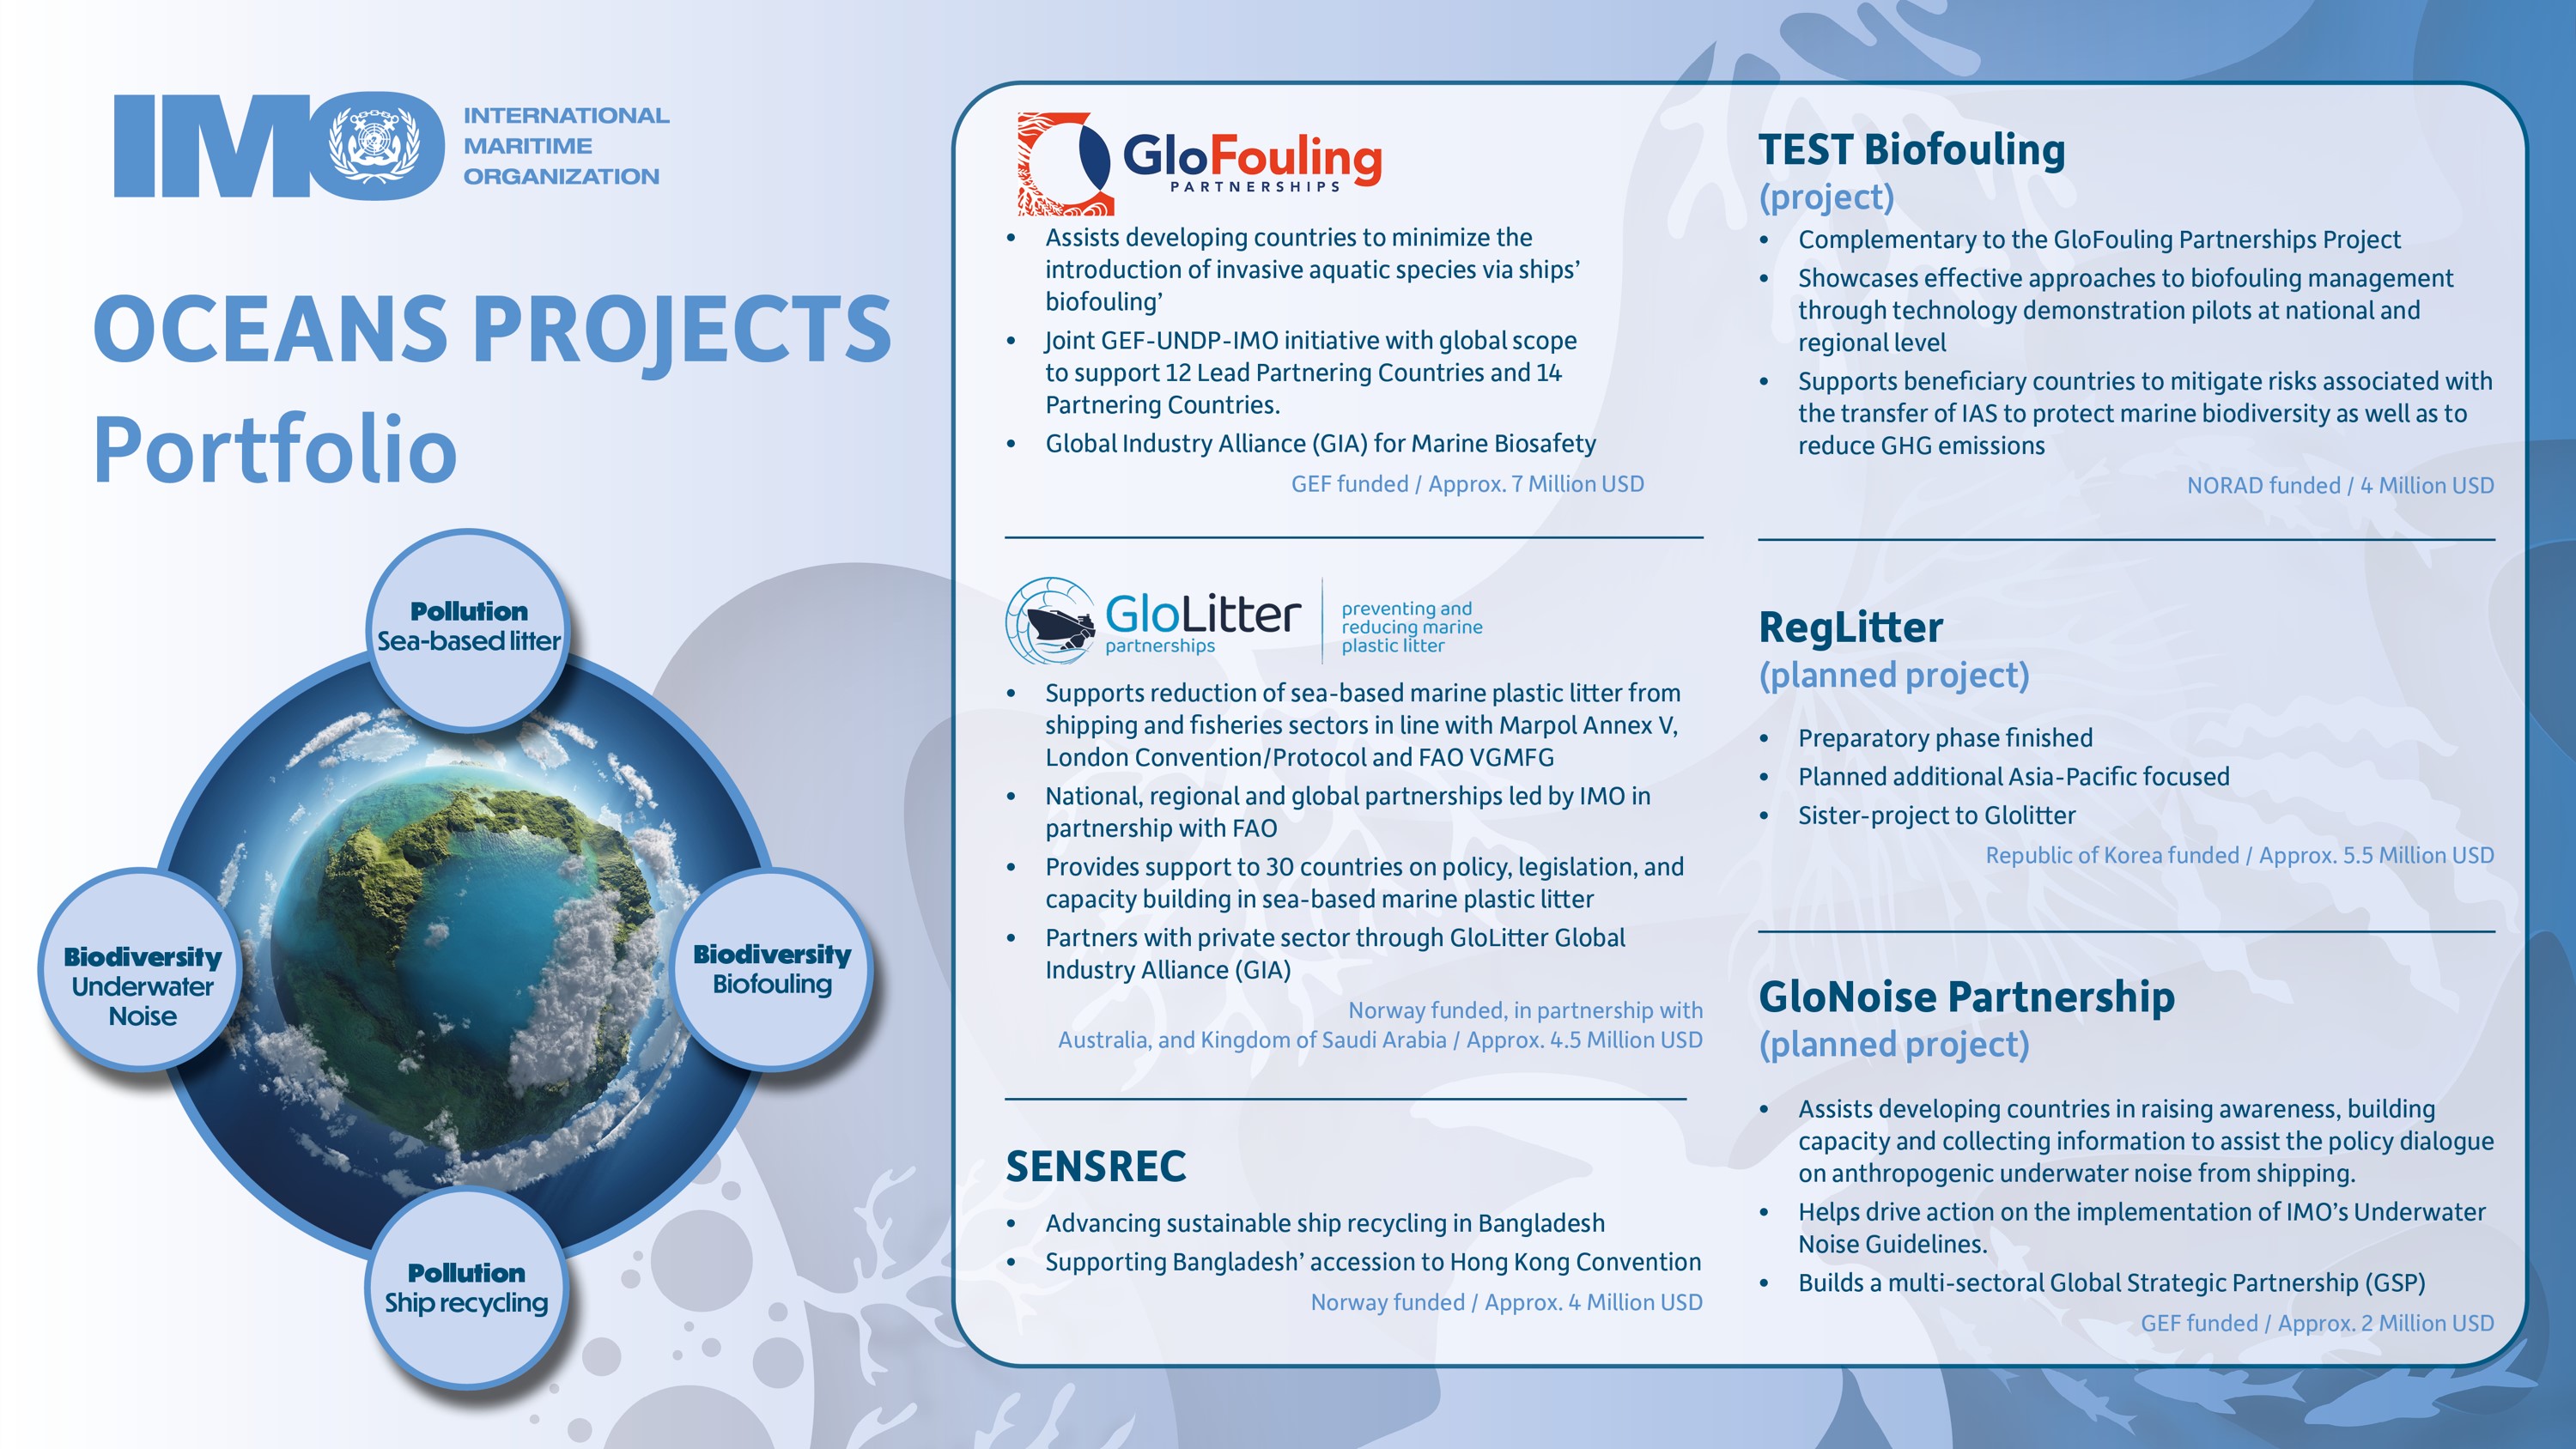 IMO
INTERNATIONAL
MARITIME
ORGANIZATION
OCEANS PROJECTS
Portfolio
Pollution
Sea-based litter
Biodiversity
Underwater
Noise
Biodiversity
Biofouling
Pollution
Ship recycling
GloFouling
PARTNERSHIPS
• Assists developing countries to minimize the
introduction of invasive aquatic species via ships’
biofouling’
• Joint GEF-UNDP-IMO initiative with global scope
to support 12 Lead Partnering Countries and 14
Partnering Countries.
• Global Industry Alliance (GIA) for Marine Biosafety
GEF funded / Approx. 7 Million USD
GloLitter
partnerships
preventing and
reducing marine
plastic litter
• Supports reduction of sea-based marine plastic litter from
shipping and fisheries sectors in line with Marpol Annex V,
London Convention/Protocol and FAO VGMFG
• National, regional and global partnerships led by IMO in
partnership with FAO
• Provides support to 30 countries on policy, legislation, and
capacity building in sea-based marine plastic litter
• Partners with private sector through GloLitter Global
Industry Alliance (GIA)
Norway funded, in partnership with
Australia, and Kingdom of Saudi Arabia / Approx. 4.5 Million USD
SENSREC
• Advancing sustainable ship recycling in Bangladesh
• Supporting Bangladesh’ accession to Hong Kong Convention
Norway funded / Approx. 4 Million USD
TEST Biofouling
(project)
• Complementary to the GloFouling Partnerships Project
• Showcases effective approaches to biofouling management
through technology demonstration pilots at national and
regional level
• Supports beneficiary countries to mitigate risks associated with
the transfer of IAS to protect marine biodiversity as well as to
reduce GHG emissions
NORAD funded / 4 Million USD
RegLitter
(planned project)
• Preparatory phase finished
• Planned additional Asia-Pacific focused
• Sister-project to Glolitter
Republic of Korea funded / Approx. 5.5 Million USD
GloNoise Partnership
(planned project)
• Assists developing countries in raising awareness, building
capacity and collecting information to assist the policy dialogue
on anthropogenic underwater noise from shipping.
• Helps drive action on the implementation of IMO’s Underwater
Noise Guidelines.
• Builds a multi-sectoral Global Strategic Partnership (GSP)
GEF funded / Approx. 2 Million USD